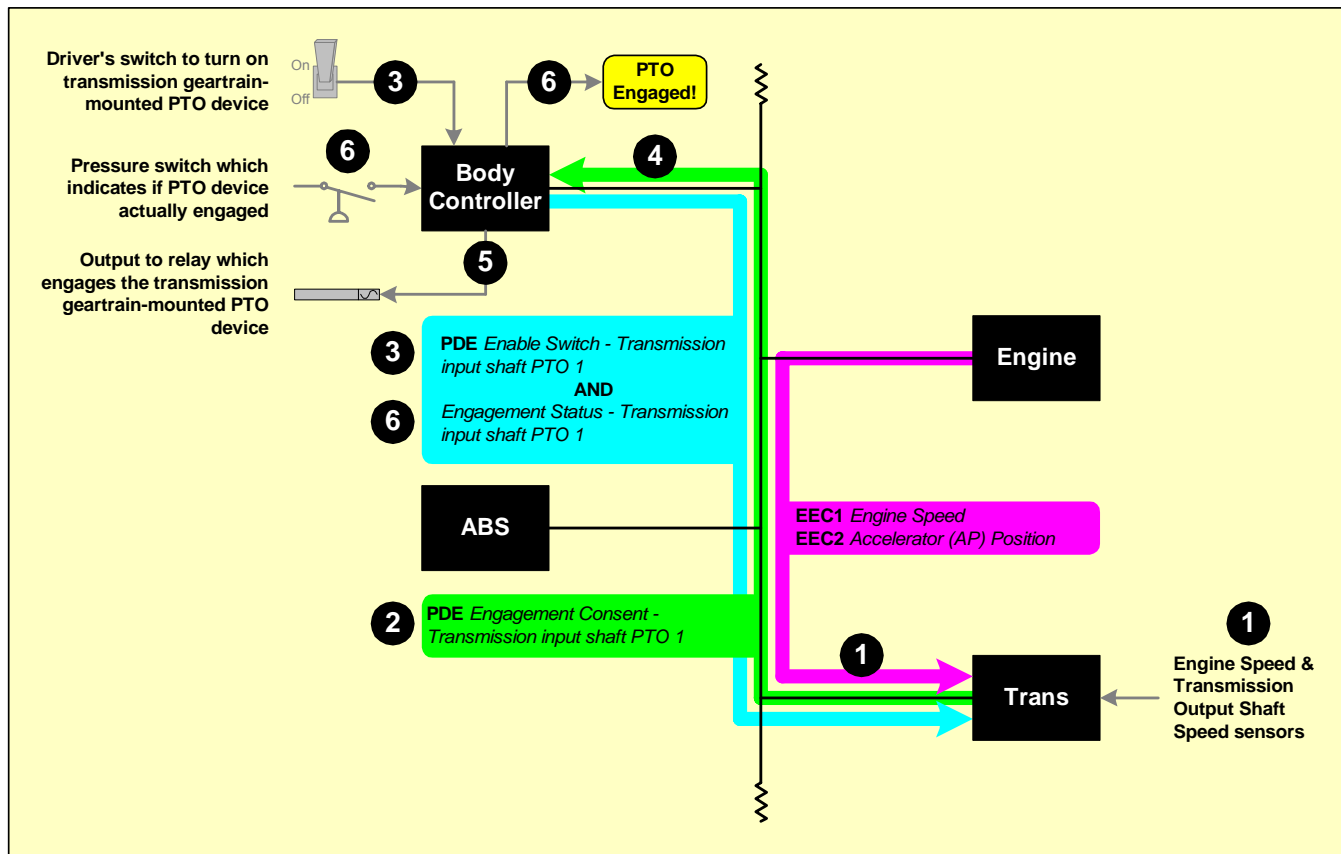 Driver's switch to turn on
transmission geartrain-
mounted PTO device
On
Off
3
6
PTO
Engaged!
Pressure switch which
indicates if PTO device
actually engaged
6
Body
Controller
4
Output to relay which
engages the transmission
geartrain-mounted PTO
device
5
3
PDE Enable Switch - Transmission
input shaft PTO 1
AND
6
Engagement Status - Transmission
input shaft PTO 1
Engine
ABS
EEC1 Engine Speed
EEC2 Accelerator (AP) Position
2
PDE Engagement Consent -
Transmission input shaft PTO 1
1
Trans
1
Engine Speed &
Transmission
Output Shaft
Speed sensors